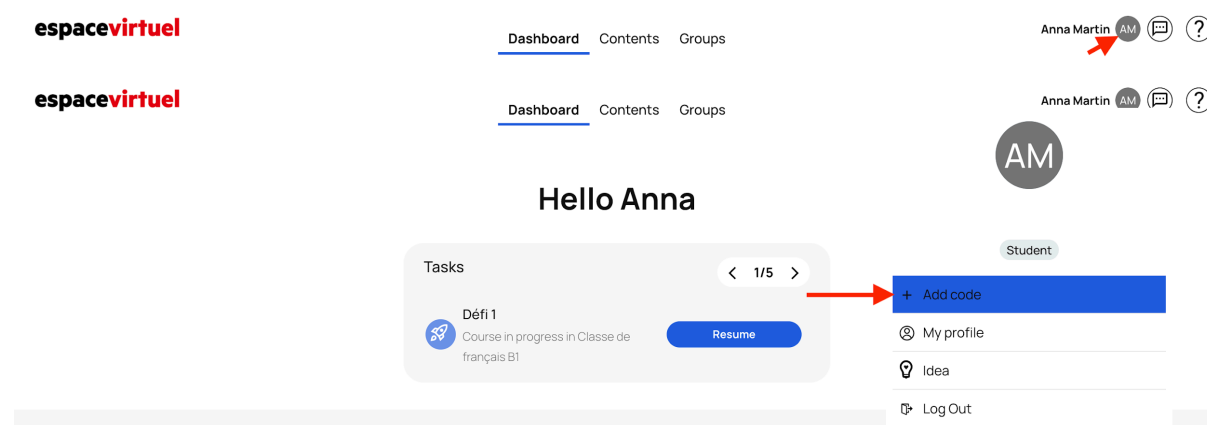 espacevirtuel
Dashboard Contents Groups
Anna Martin AM ?
espacevirtuel
Dashboard Contents Groups
Anna Martin AM ?
AM
Hello Anna
Student
Tasks
1/5
+ Add code
Défi 1
Course in progress in Classe de
français B1
Resume
My profile
Idea
Log Out